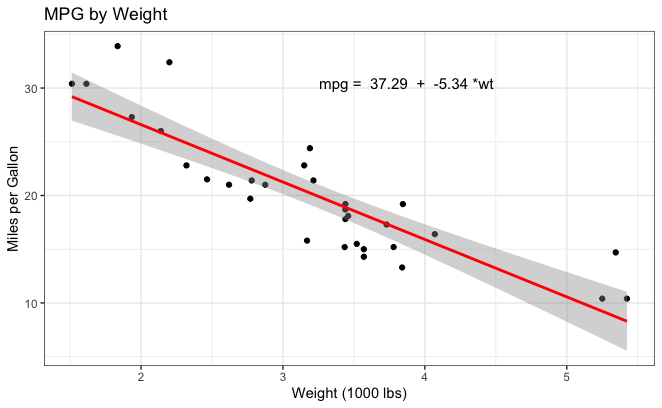 MPG by Weight
mpg =  37.29  +  -5.34 *wt
30
20
10
Miles per Gallon
2
3
4
5
Weight (1000 lbs)